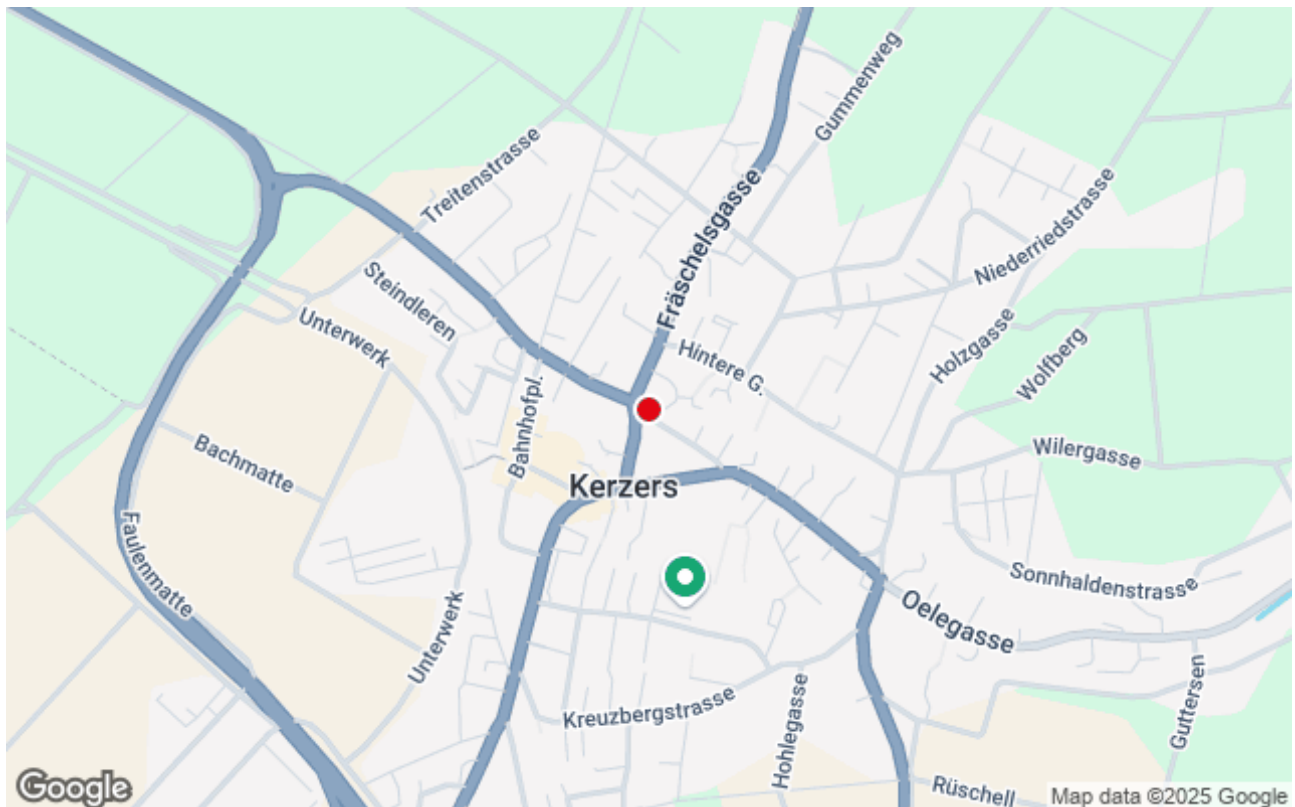 Gummenweg
Treitenstrasse
Fräschelsgasse
Niederriedstrasse
Steindleren
Unterwerk
Hintere G.
Holzgasse
Wolfberg
Bahnhofpl.
Bachmatte
Wilergasse
Kerzers
Faulenmatte
Sonnhaldenstrasse
Oelegasse
Unterwerk
Kreuzbergstrasse
Hohlegasse
Guttersen
Rüschell
Google
Map data ©2025 Google